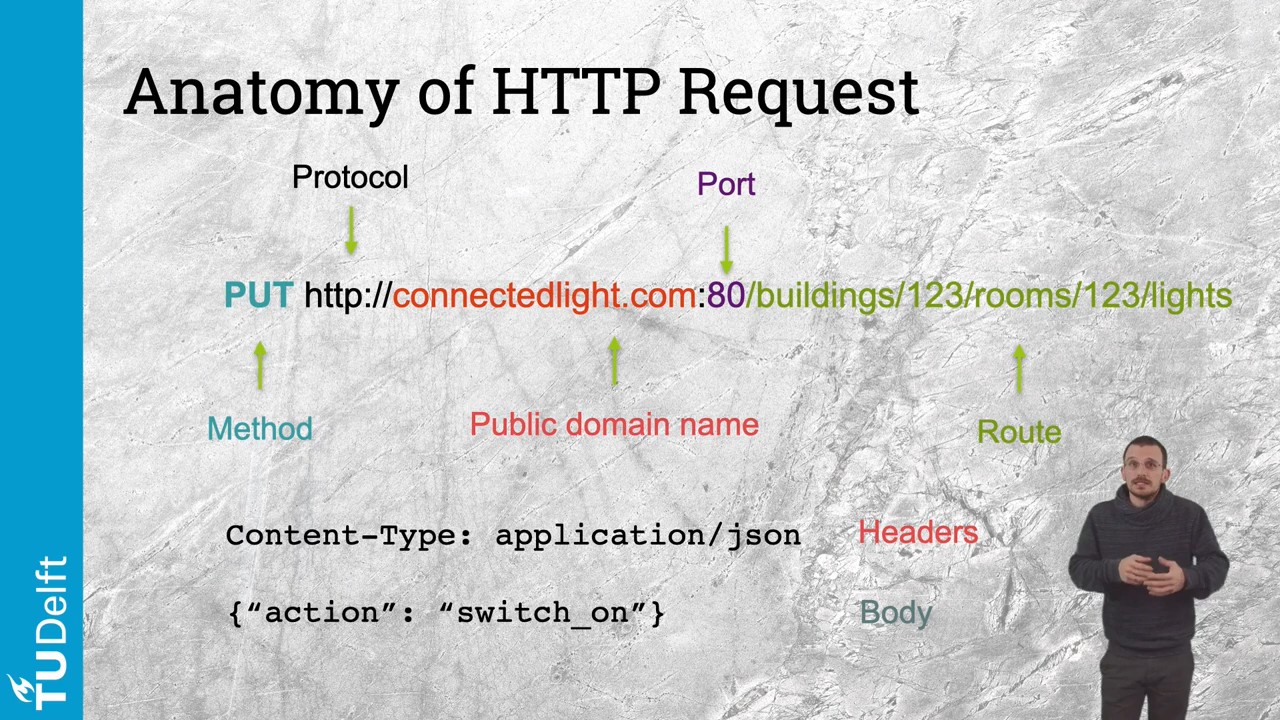 Anatomy of HTTP Request
Protocol
Port
PUT http://connectedlight.com:80/buildings/123/rooms/123/lights
Method
Public domain name
Route
Content-Type: application/json
Headers
{“action”: “switch_on”}
Body
TUDelft